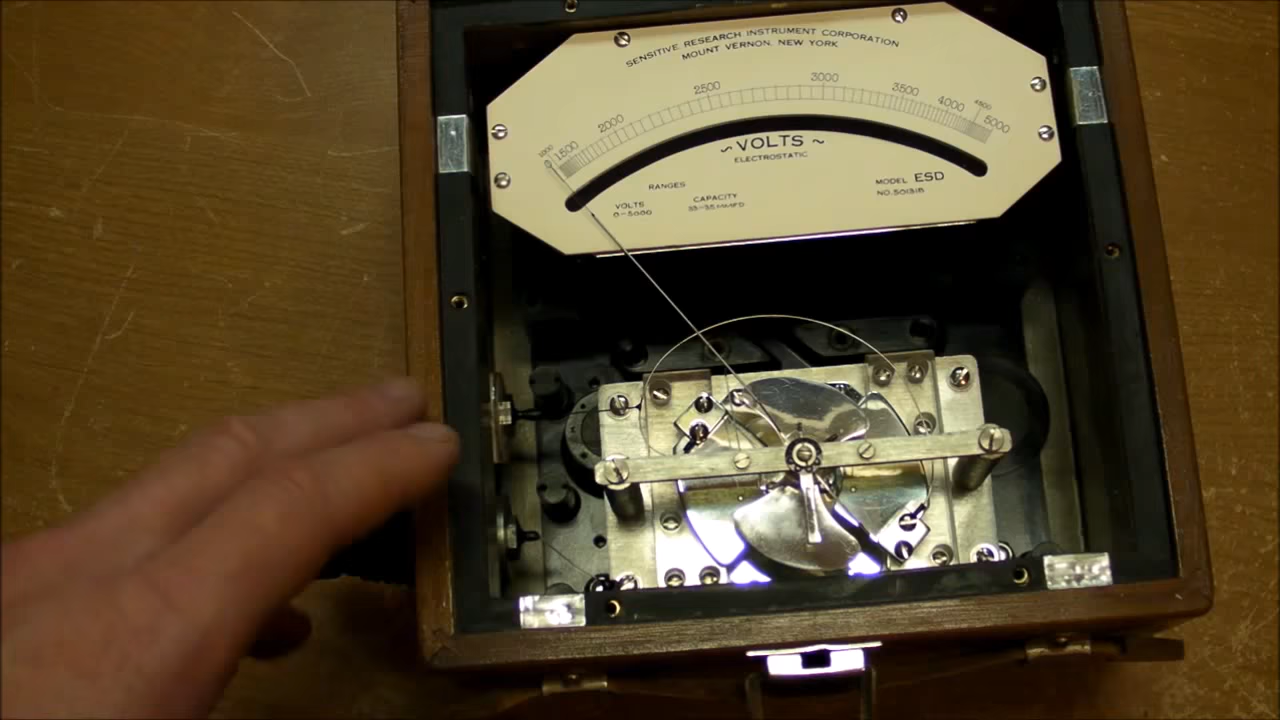 SENSITIVE RESEARCH INSTRUMENT CORPORATION
MOUNT VERNON, NEW YORK
1000 1500 2000 2500 3000 3500 4000 4500 5000
~ VOLTS ~
ELECTROSTATIC
RANGES
VOLTS CAPACITY
0-5000
MODEL ESD